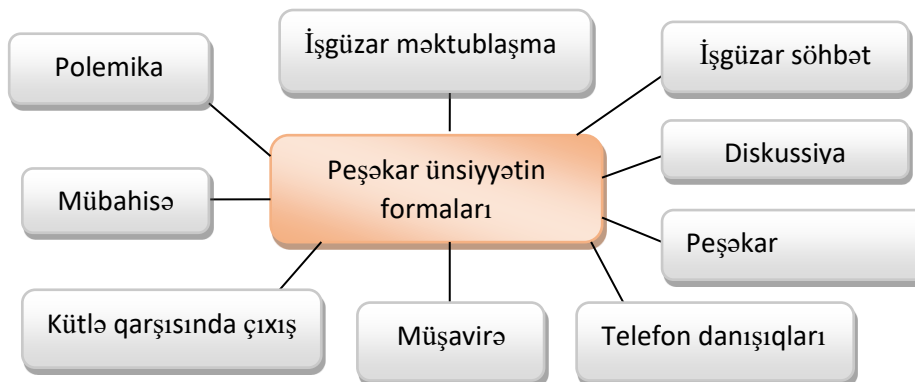 İşgüzar məktublaşma
İşgüzar söhbət
Polemika
Diskussiya
Peşəkar ünsiyyətin
formaları
Mübahisə
Peşəkar
Kütlə qarşısında çıxış
Müşavirə
Telefon danışıqları